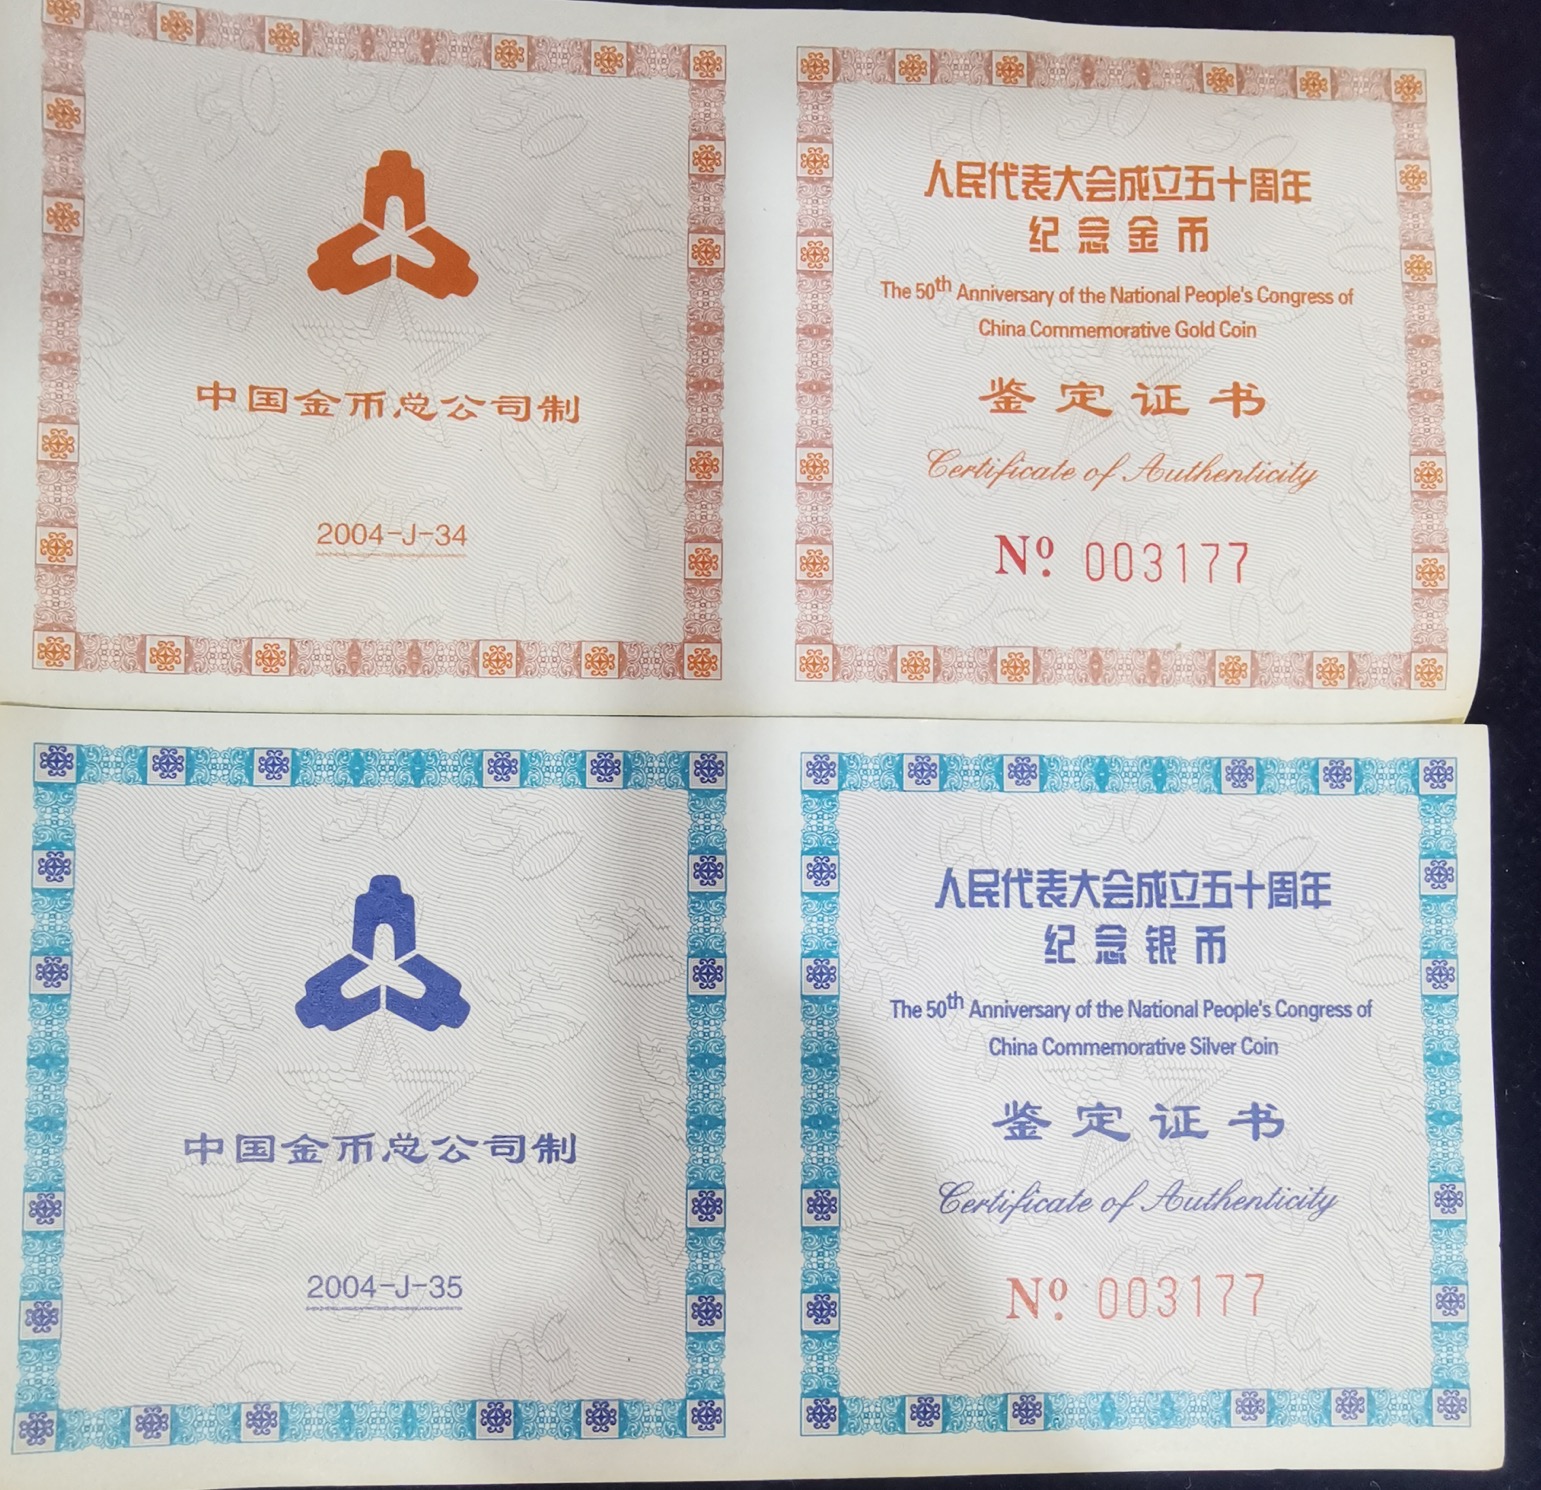 中国金币总公司制
2004-J-34
人民代表大会成立五十周年
纪念金币
The 50th Anniversary of the National People's Congress of
China Commemorative Gold Coin
鉴定证书
Certificate of Authenticity
Nº 003177
中国金币总公司制
2004-J-35
人民代表大会成立五十周年
纪念银币
The 50th Anniversary of the National People's Congress of
China Commemorative Silver Coin
鉴定证书
Certificate of Authenticity
Nº 003177